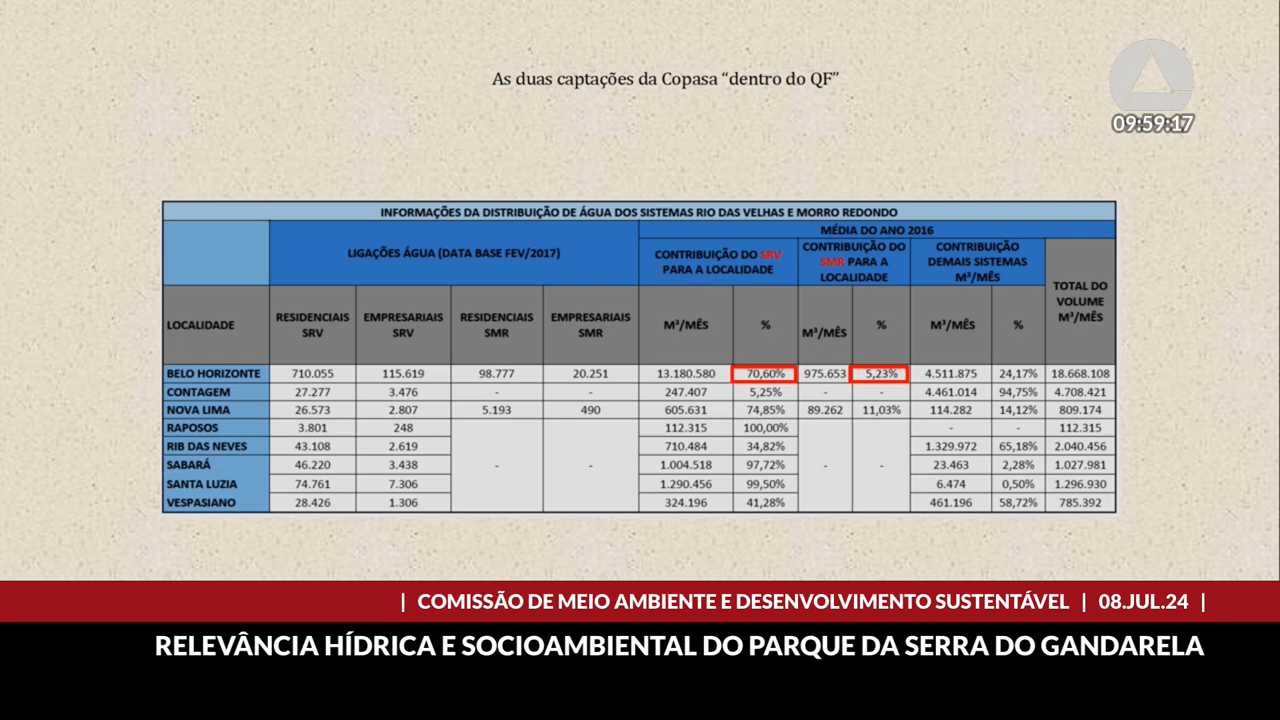 As duas captações da Copasa “dentro do QF”
09:59:17
INFORMAÇÕES DA DISTRIBUIÇÃO DE ÁGUA DOS SISTEMAS RIO DAS VELHAS E MORRO REDONDO
LIGAÇÕES ÁGUA (DATA BASE FEV/2017)
MÉDIA DO ANO 2016
CONTRIBUIÇÃO DO SRV PARA A LOCALIDADE
CONTRIBUIÇÃO DO SMR PARA A LOCALIDADE
CONTRIBUIÇÃO DEMAIS SISTEMAS M³/MÊS
TOTAL DO VOLUME M³/MÊS
LOCALIDADE RESIDENCIAIS SRV EMPRESARIAIS SRV RESIDENCIAIS SMR EMPRESARIAIS SMR M³/MÊS % M³/MÊS % M³/MÊS %
BELO HORIZONTE 710.055 115.619 98.777 20.251 13.180.580 70,60% 975.653 5,23% 4.511.875 24,17% 18.668.108
CONTAGEM 27.277 3.476 - - 247.407 5,25% - - 4.461.014 94,75% 4.708.421
NOVA LIMA 26.573 2.807 5.193 490 605.631 74,85% 89.262 11,03% 114.282 14,12% 809.174
RAPOSOS 3.801 248 112.315 100,00% - - 112.315
RIB DAS NEVES 43.108 2.619 710.484 34,82% 1.329.972 65,18% 2.040.456
SABARÁ 46.220 3.438 - - 1.004.518 97,72% - - 23.463 2,28% 1.027.981
SANTA LUZIA 74.761 7.306 1.290.456 99,50% 6.474 0,50% 1.296.930
VESPASIANO 28.426 1.306 324.196 41,28% 461.196 58,72% 785.392
| COMISSÃO DE MEIO AMBIENTE E DESENVOLVIMENTO SUSTENTÁVEL | 08.JUL.24 |
RELEVÂNCIA HÍDRICA E SOCIOAMBIENTAL DO PARQUE DA SERRA DO GANDARELA